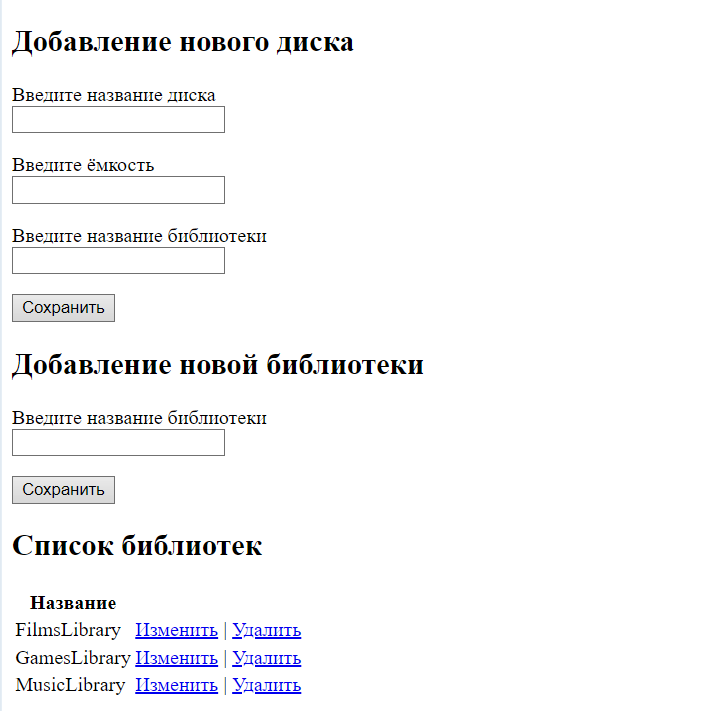 Добавление нового диска
Введите название диска
Введите ёмкость
Введите название библиотеки
Сохранить
Добавление новой библиотеки
Введите название библиотеки
Сохранить
Список библиотек
Название
FilmsLibrary Изменить | Удалить
GamesLibrary Изменить | Удалить
MusicLibrary Изменить | Удалить